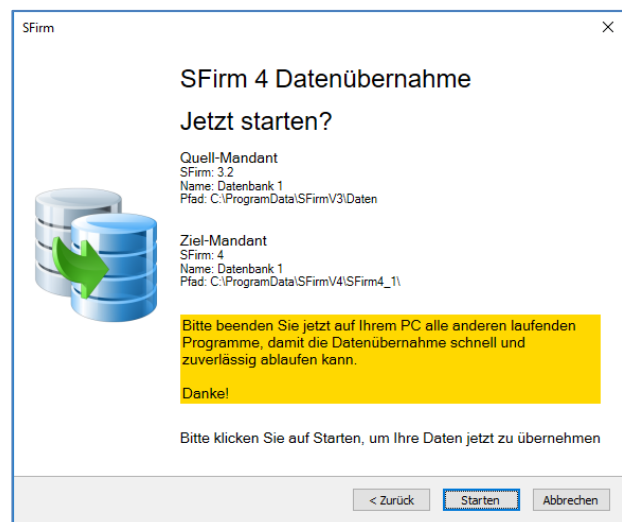 SFirm
SFirm 4 Datenübernahme
Jetzt starten?
Quell-Mandant
SFirm: 3.2
Name: Datenbank 1
Pfad: C:\ProgramData\SFirmV3\Daten
Ziel-Mandant
SFirm: 4
Name: Datenbank 1
Pfad: C:\ProgramData\SFirmV4\SFirm4_1\
Bitte beenden Sie jetzt auf Ihrem PC alle anderen laufenden
Programme, damit die Datenübernahme schnell und
zuverlässig ablaufen kann.
Danke!
Bitte klicken Sie auf Starten, um Ihre Daten jetzt zu übernehmen
< Zurück Starten Abbrechen